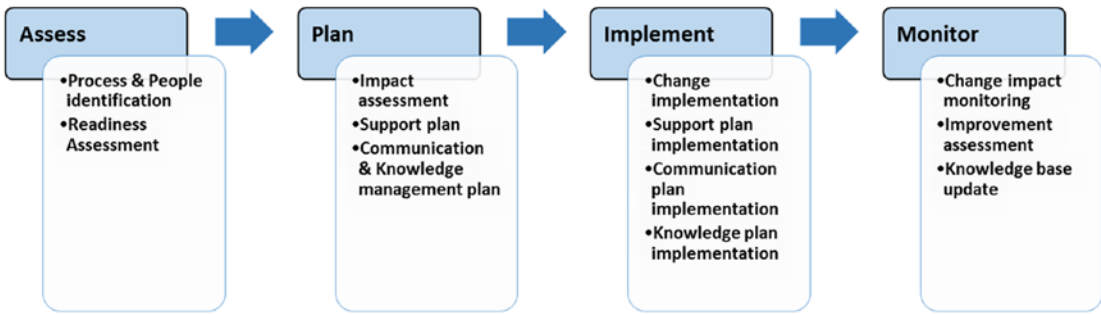 Assess
•Process & People
identification
•Readiness
Assessment
Plan
•Impact
assessment
•Support plan
•Communication
& Knowledge
management plan
Implement
•Change
implementation
•Support plan
implementation
•Communication
plan
implementation
•Knowledge plan
implementation
Monitor
•Change impact
monitoring
•Improvement
assessment
•Knowledge base
update